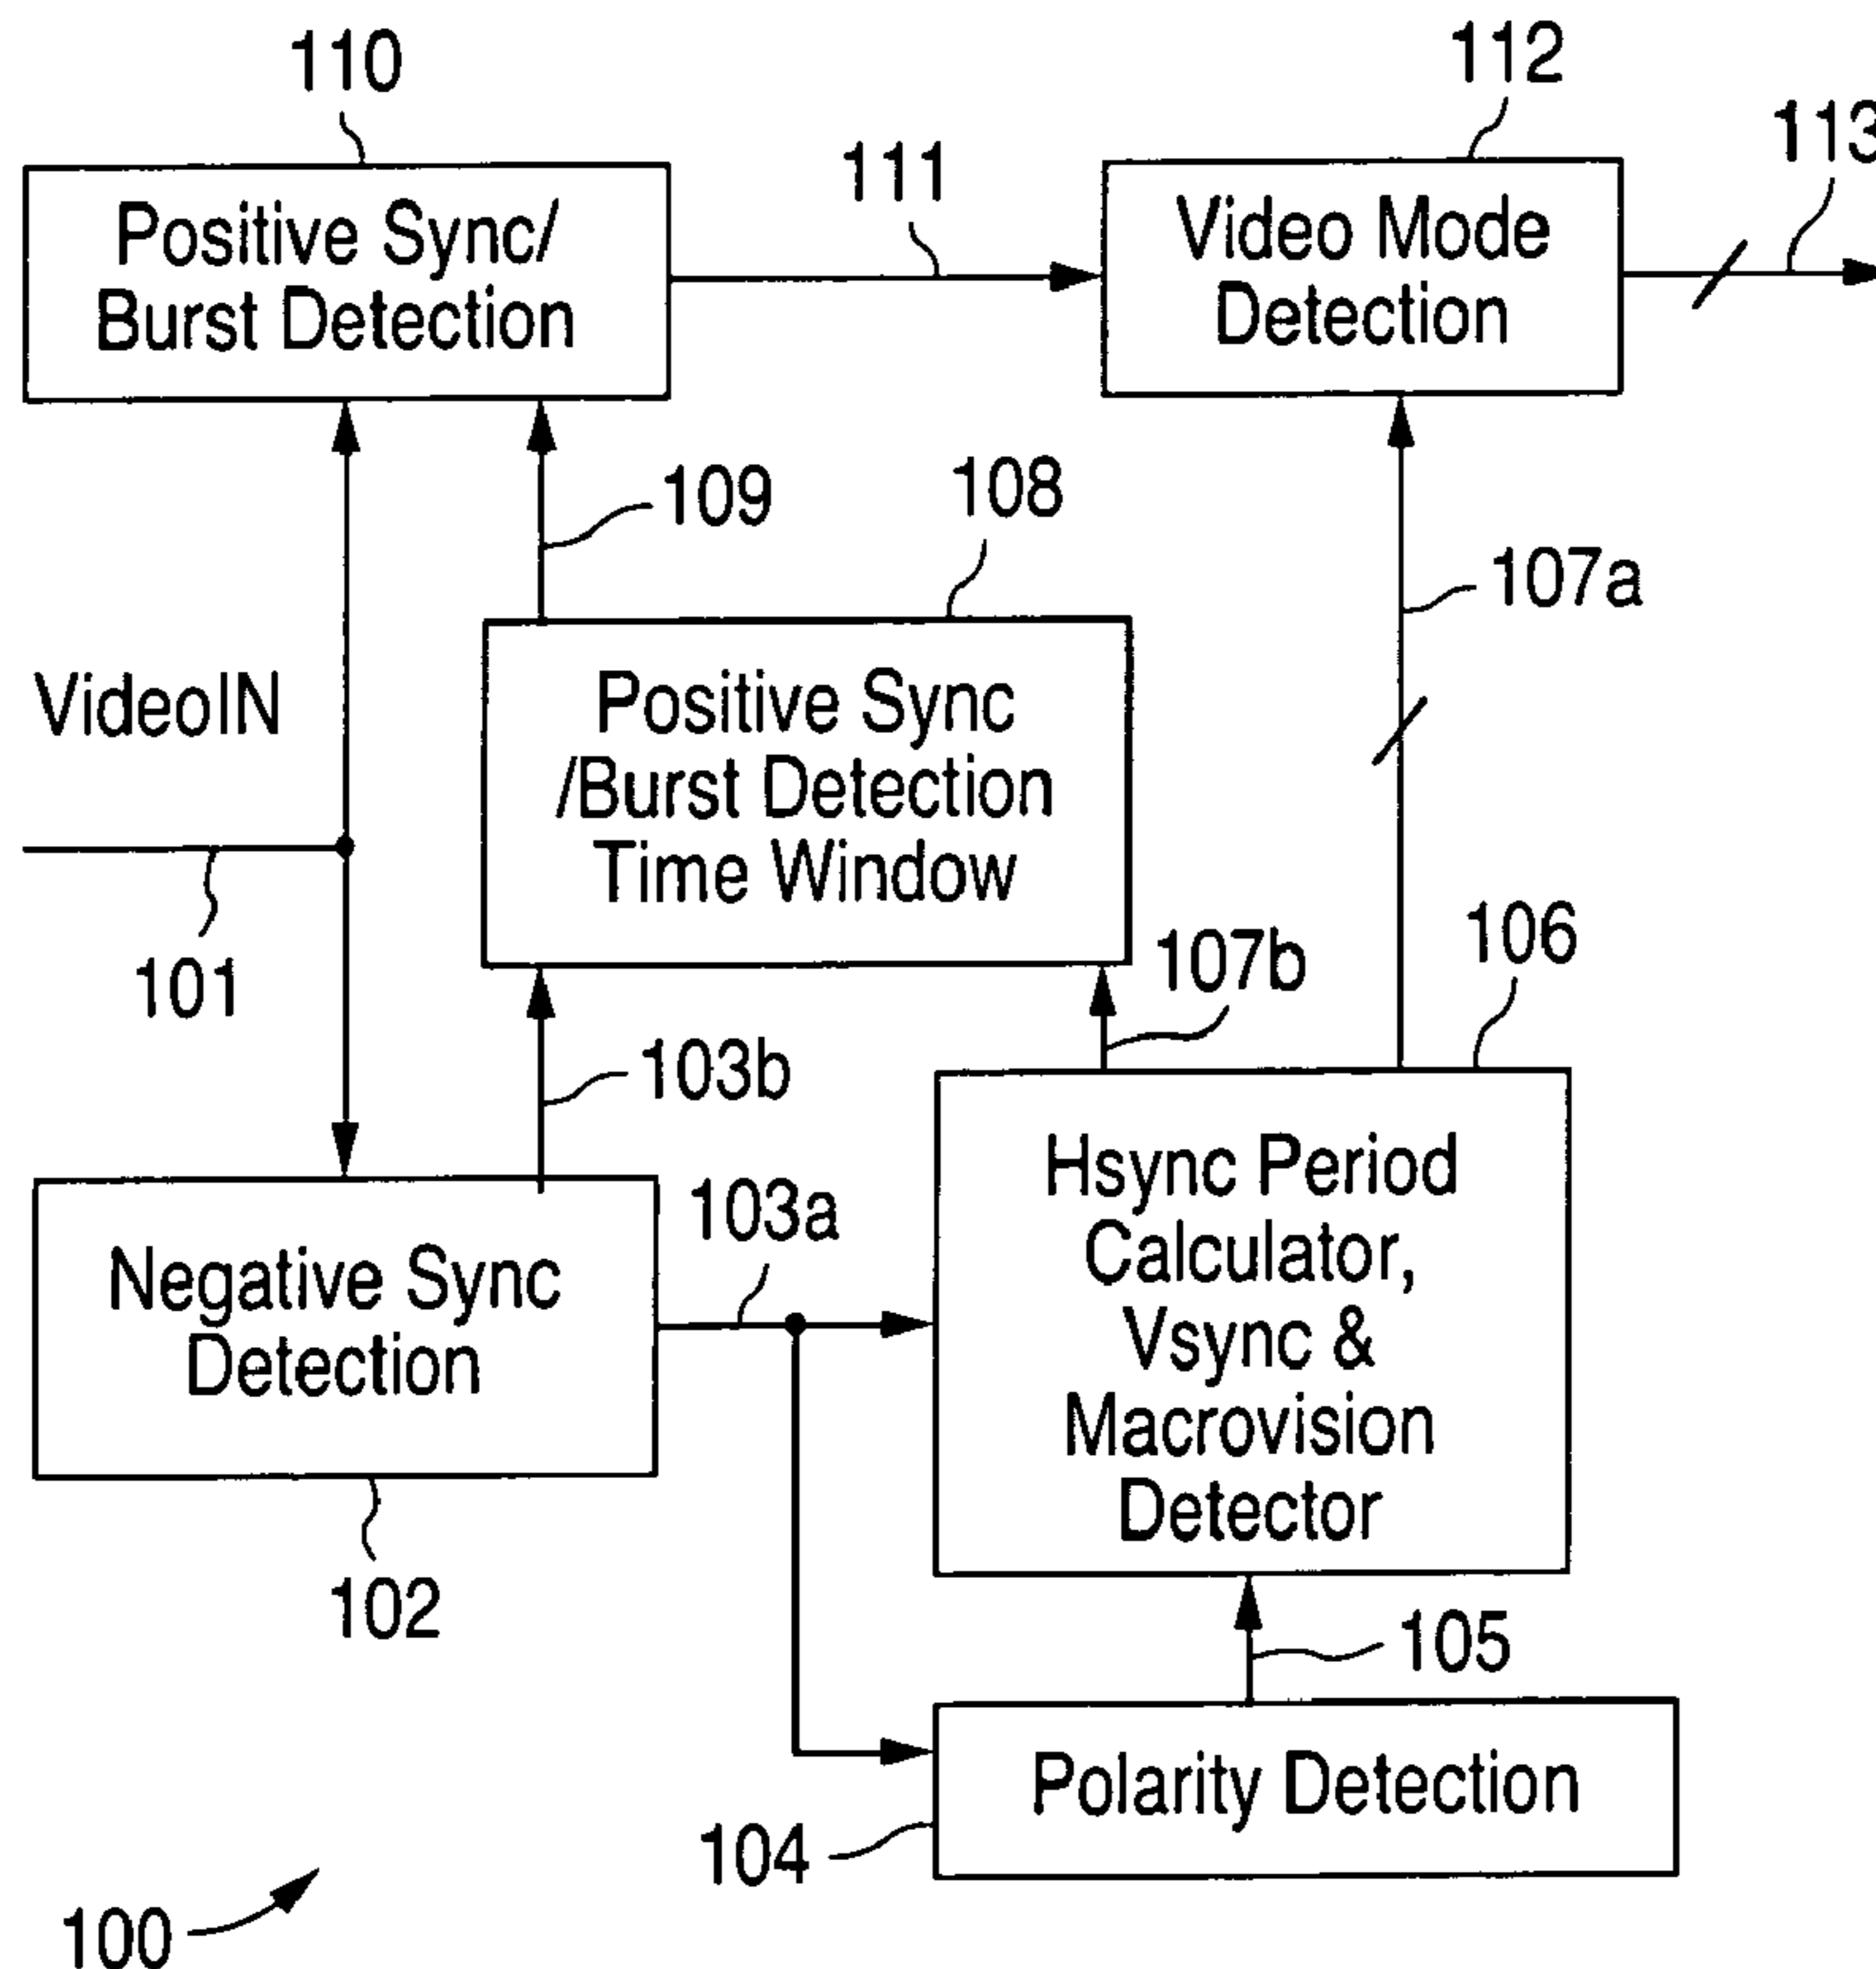 110
112
113
Positive Sync/
Burst Detection
111
Video Mode
Detection
109
108
107a
VideoIN
Positive Sync
/Burst Detection
Time Window
101
107b
106
103b
103a
Negative Sync
Detection
Hsync Period
Calculator,
Vsync &
Macrovision
Detector
102
105
Polarity Detection
104
100